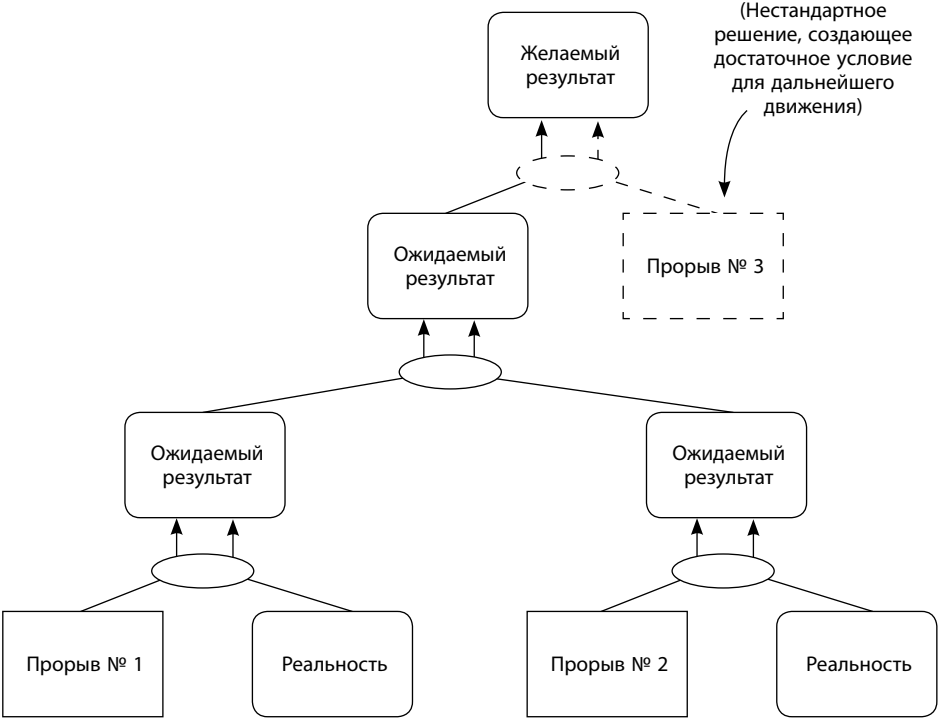 (Нестандартное
решение, создающее
достаточное условие
для дальнейшего
движения)
Желаемый
результат
Ожидаемый
результат
Прорыв № 3
Ожидаемый
результат
Ожидаемый
результат
Прорыв № 1
Реальность
Прорыв № 2
Реальность